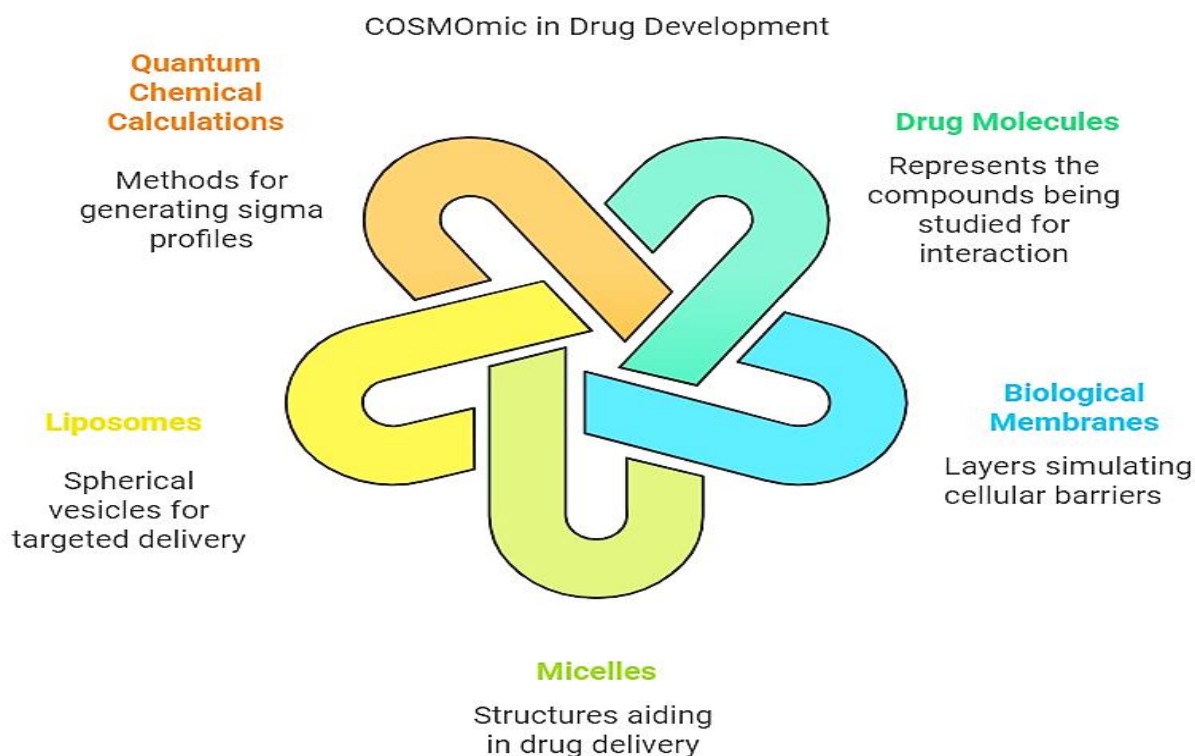 COSMOmic in Drug Development
Quantum
Chemical
Calculations
Methods for
generating sigma
profiles
Drug Molecules
Represents the
compounds being
studied for
interaction
Liposomes
Spherical
vesicles for
targeted delivery
Biological
Membranes
Layers simulating
cellular barriers
Micelles
Structures aiding
in drug delivery